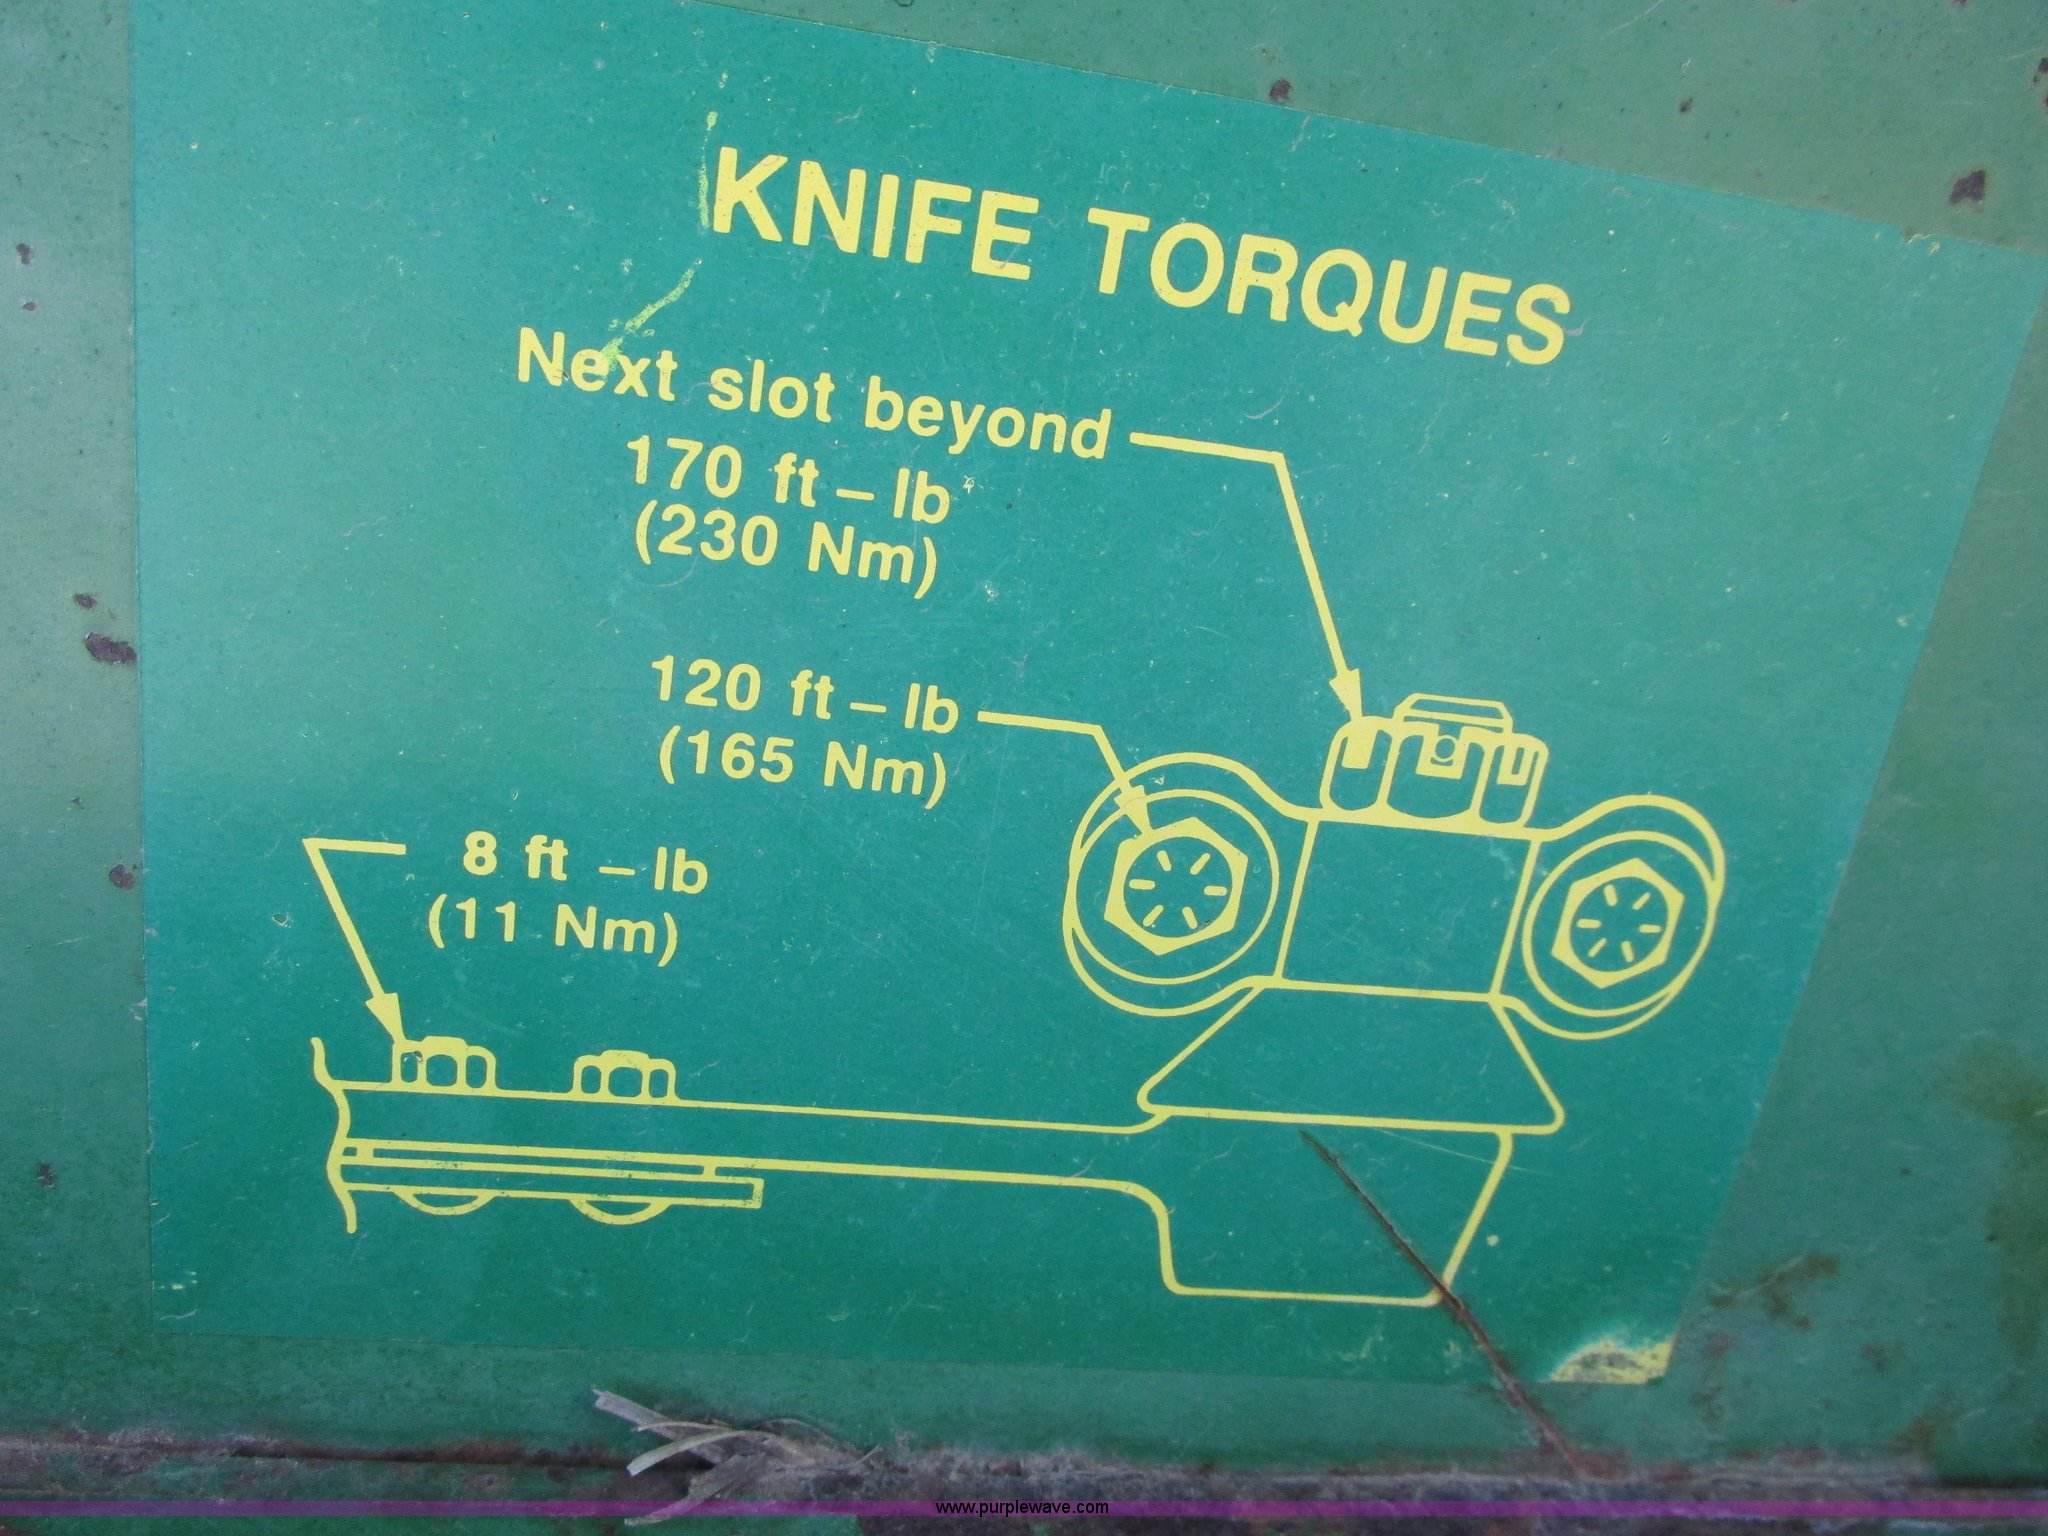 KNIFE TORQUES
Next slot beyond
170 ft – lb
(230 Nm)
120 ft – lb
(165 Nm)
8 ft – lb
(11 Nm)
www.purplewave.com